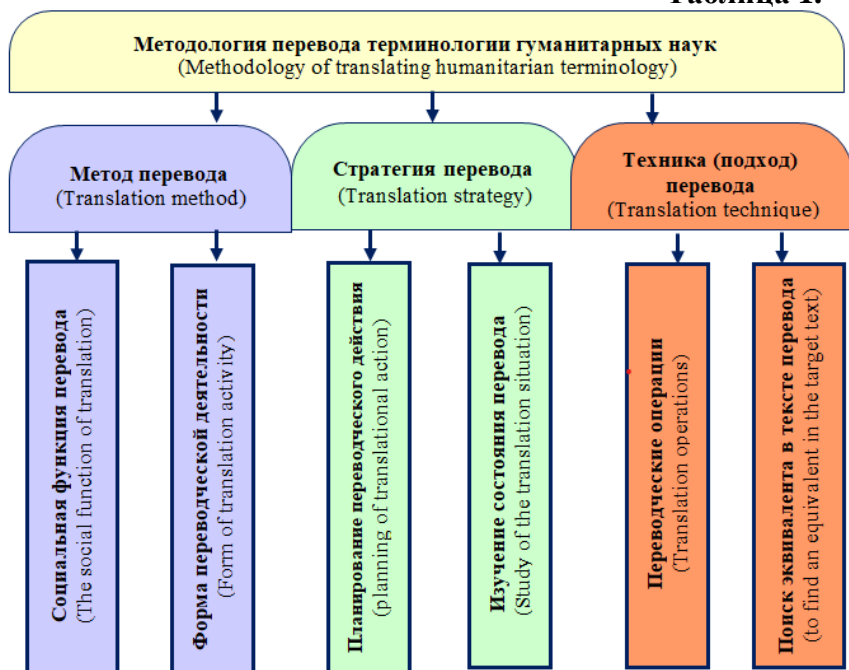 Таблица 1.
Методология перевода терминологии гуманитарных наук
(Methodology of translating humanitarian terminology)
Метод перевода
(Translation method)
Стратегия перевода
(Translation strategy)
Техника (подход)
перевода
(Translation technique)
Социальная функция перевода
(The social function of translation)
Форма переводческой деятельности
(Form of translation activity)
Планирование переводческого действия
(planning of translational action)
Изучение состояния перевода
(Study of the translation situation)
Переводческие операции
(Translation operations)
Поиск эквивалента в тексте перевода
(to find an equivalent in the target text)